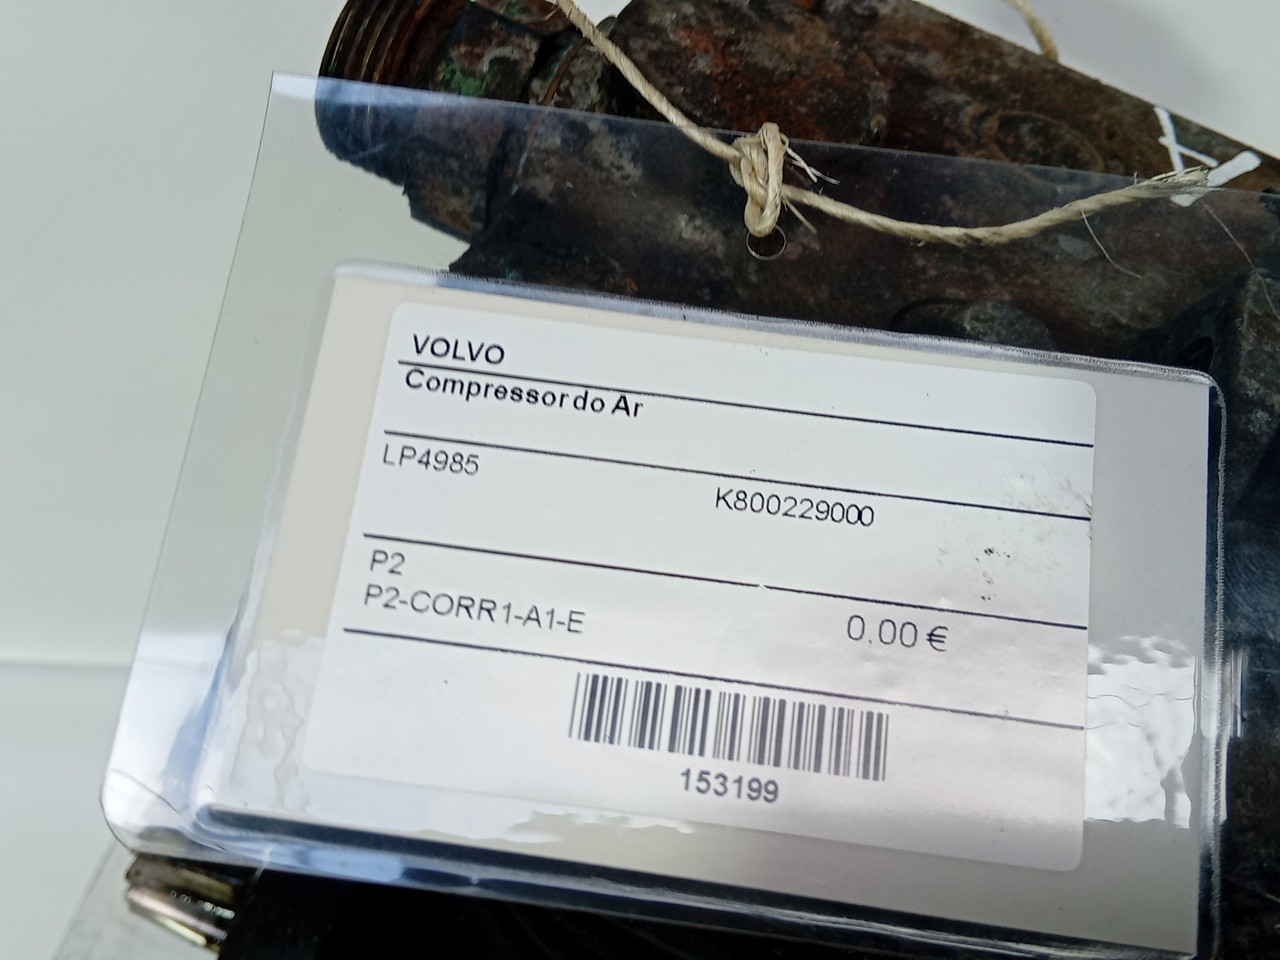 VOLVO
Compressor do Ar
LP4985
K800229000
P2
P2-CORR1-A1-E
0.00 €
153199